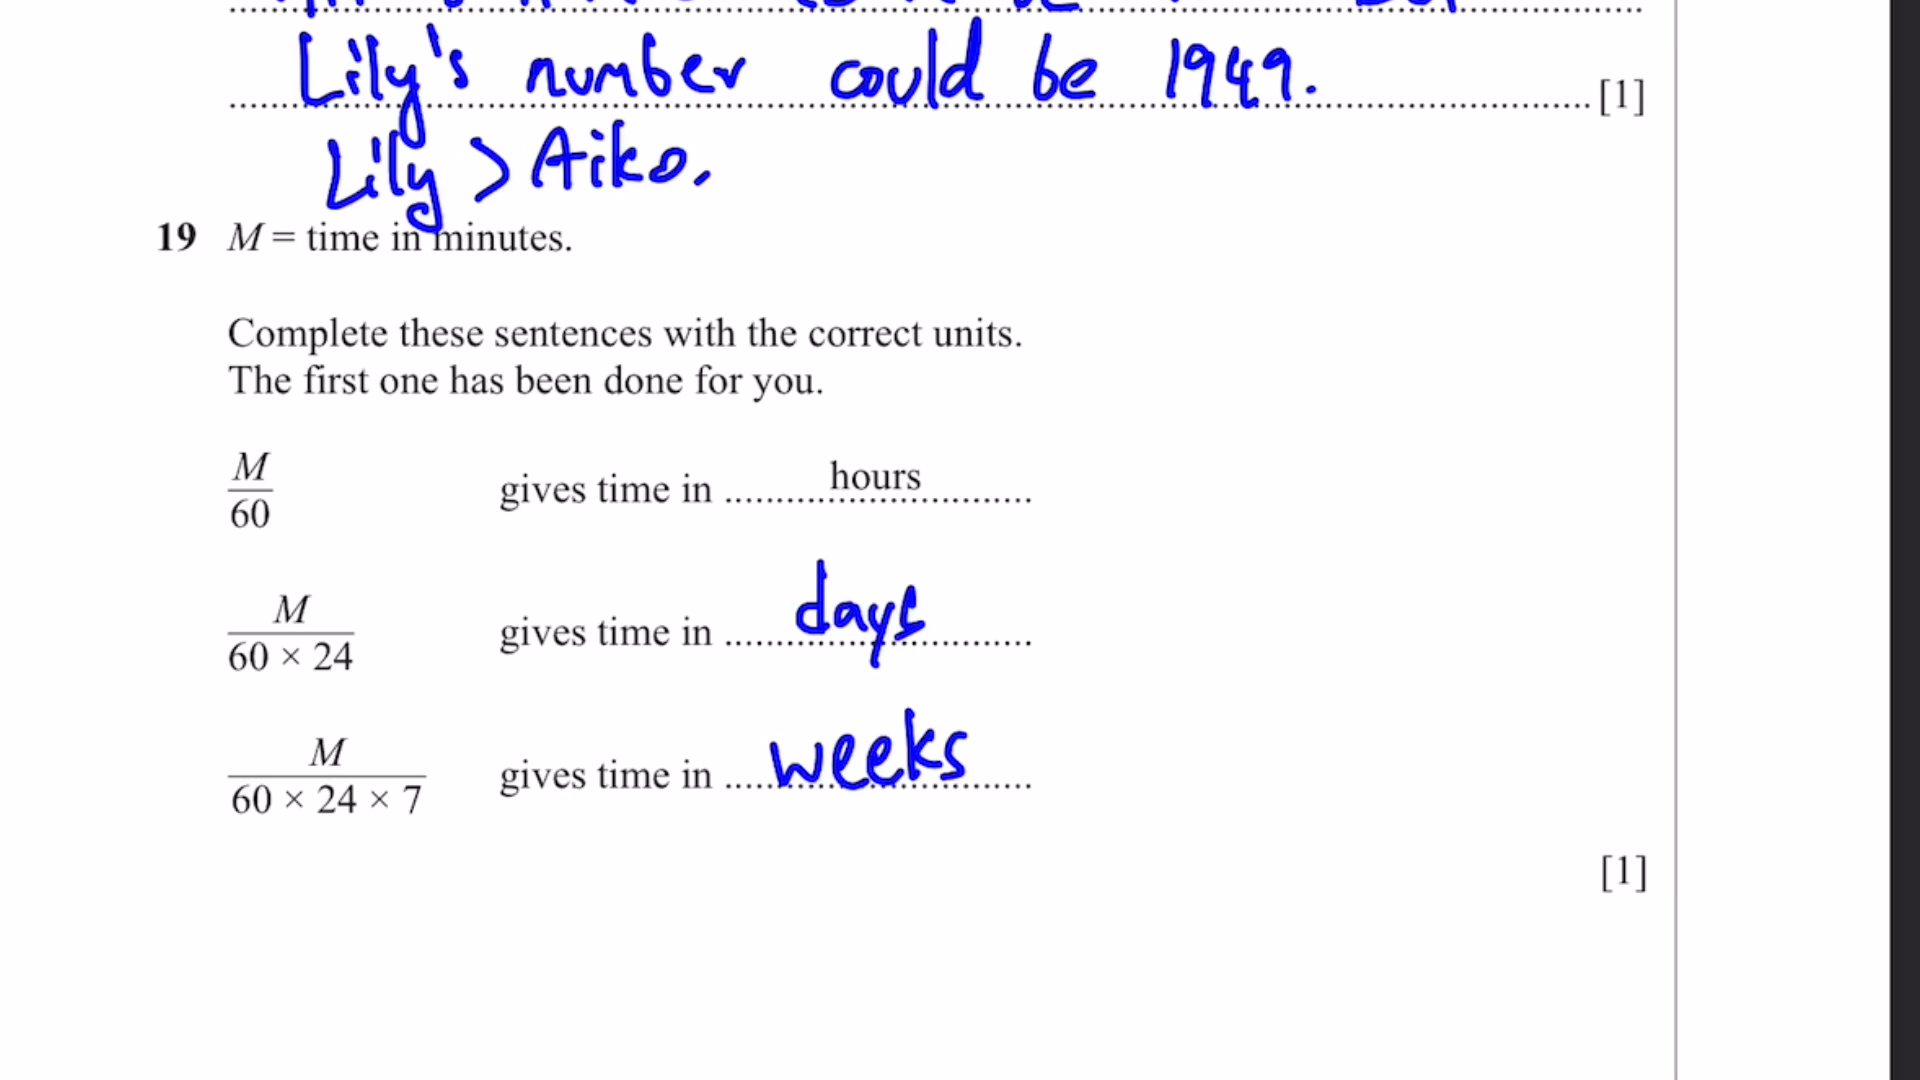 Lily's number could be 1949.
[1]
Lily > Aiko.
19 M = time in minutes.
Complete these sentences with the correct units.
The first one has been done for you.
M
60
gives time in hours
M
60 × 24
gives time in days
M
60 × 24 × 7
gives time in weeks
[1]